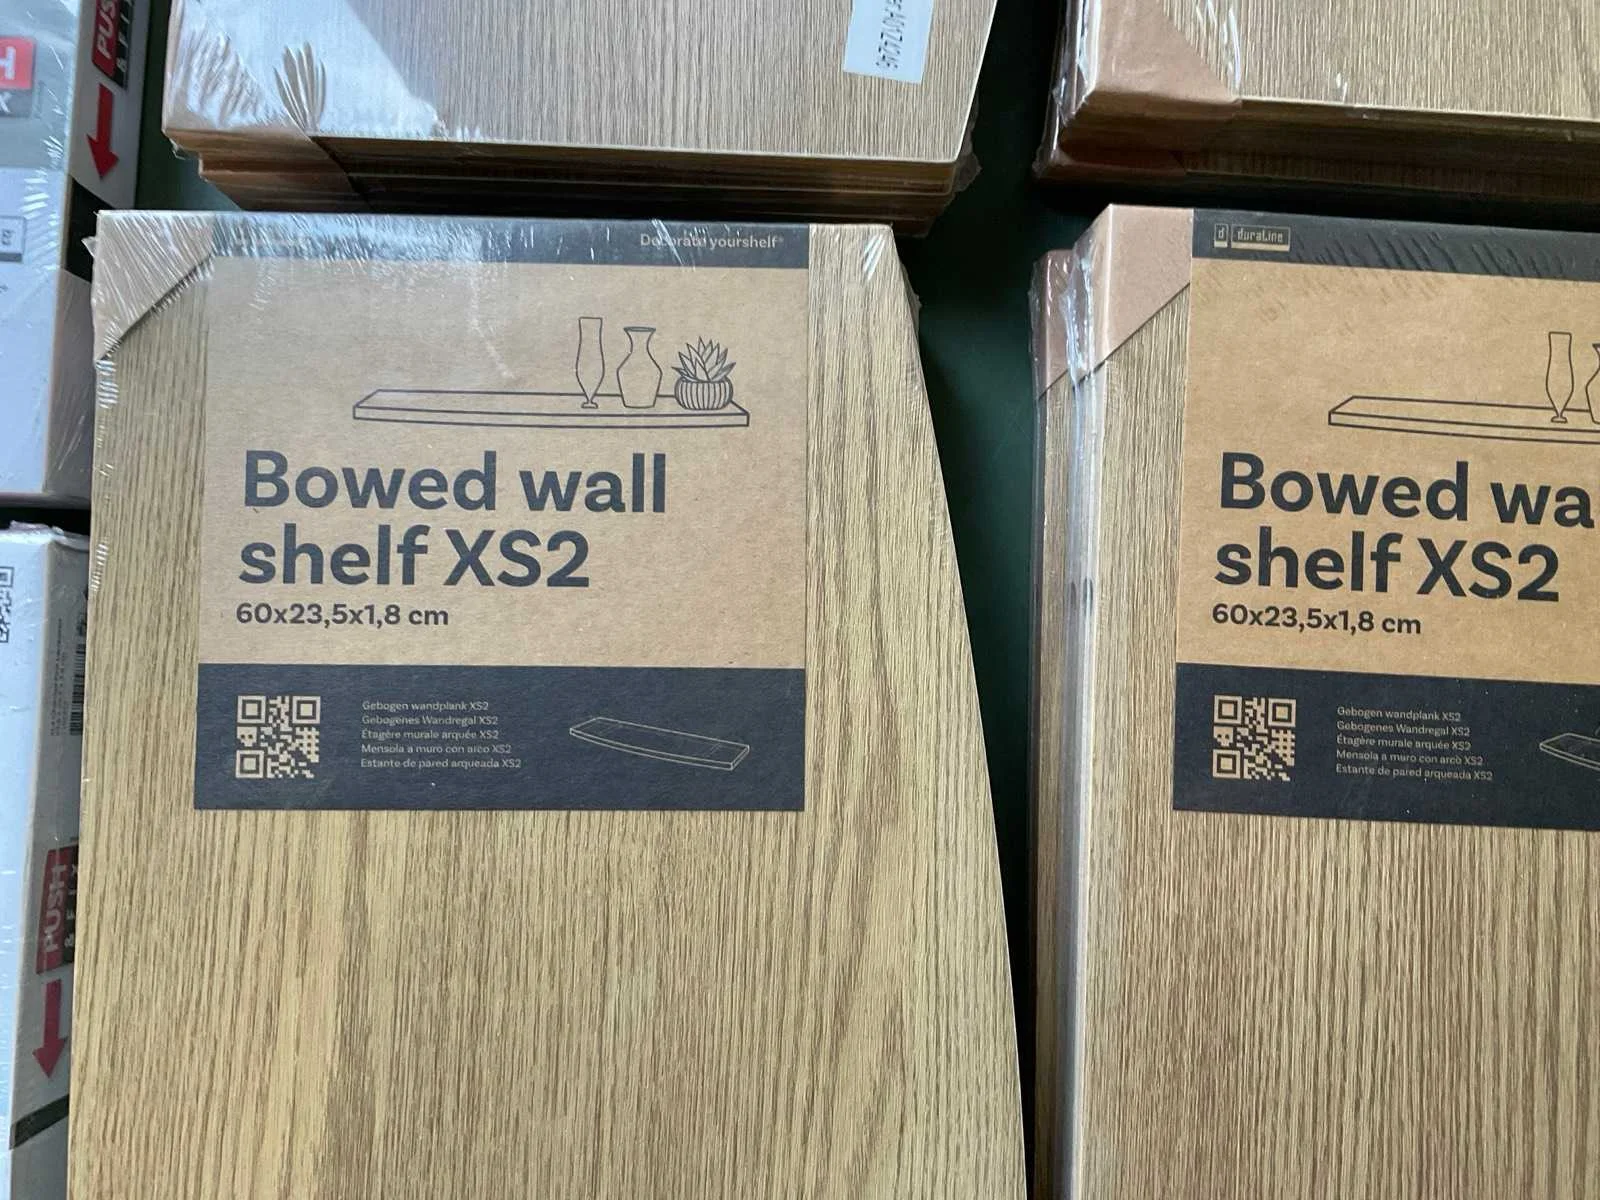 Decorate yourshelf®
Bowed wall
shelf XS2
60x23,5x1,8 cm
Gebogen wandplank XS2
Gebogenes Wandregal XS2
Étagère murale arquée XS2
Mensola a muro con arco XS2
Estante de pared arqueada XS2
d duraline
Bowed wa
shelf XS2
60x23,5x1,8 cm
Gebogen wandplank XS2
Gebogenes Wandregal XS2
Étagère murale arquée XS2
Mensola a muro con arco XS2
Estante de pared arqueada XS2
PUS
PUSH